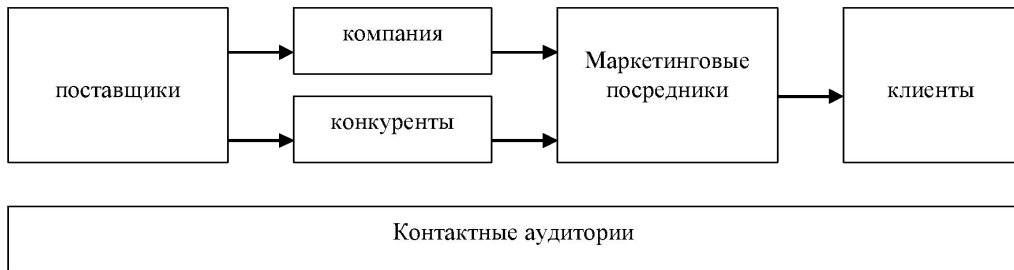 поставщики
компания
конкуренты
Маркетинговые
посредники
клиенты
Контактные аудитории